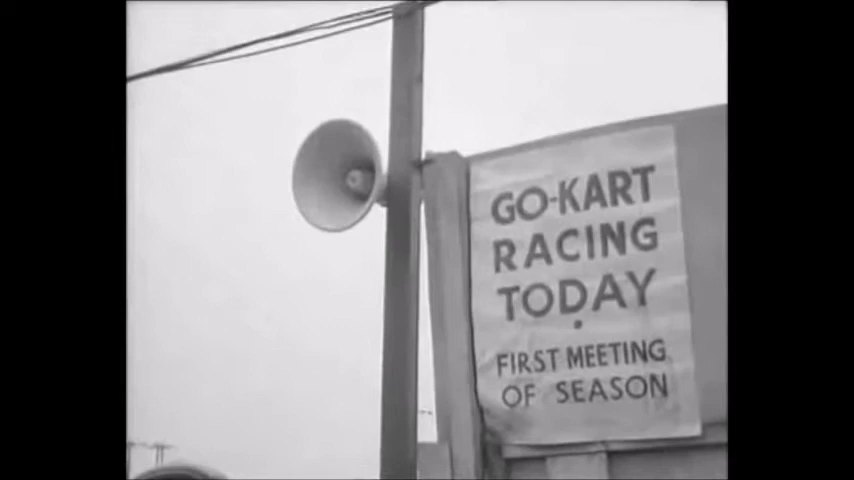 GO-KART
RACING
TODAY
•
FIRST MEETING
OF SEASON